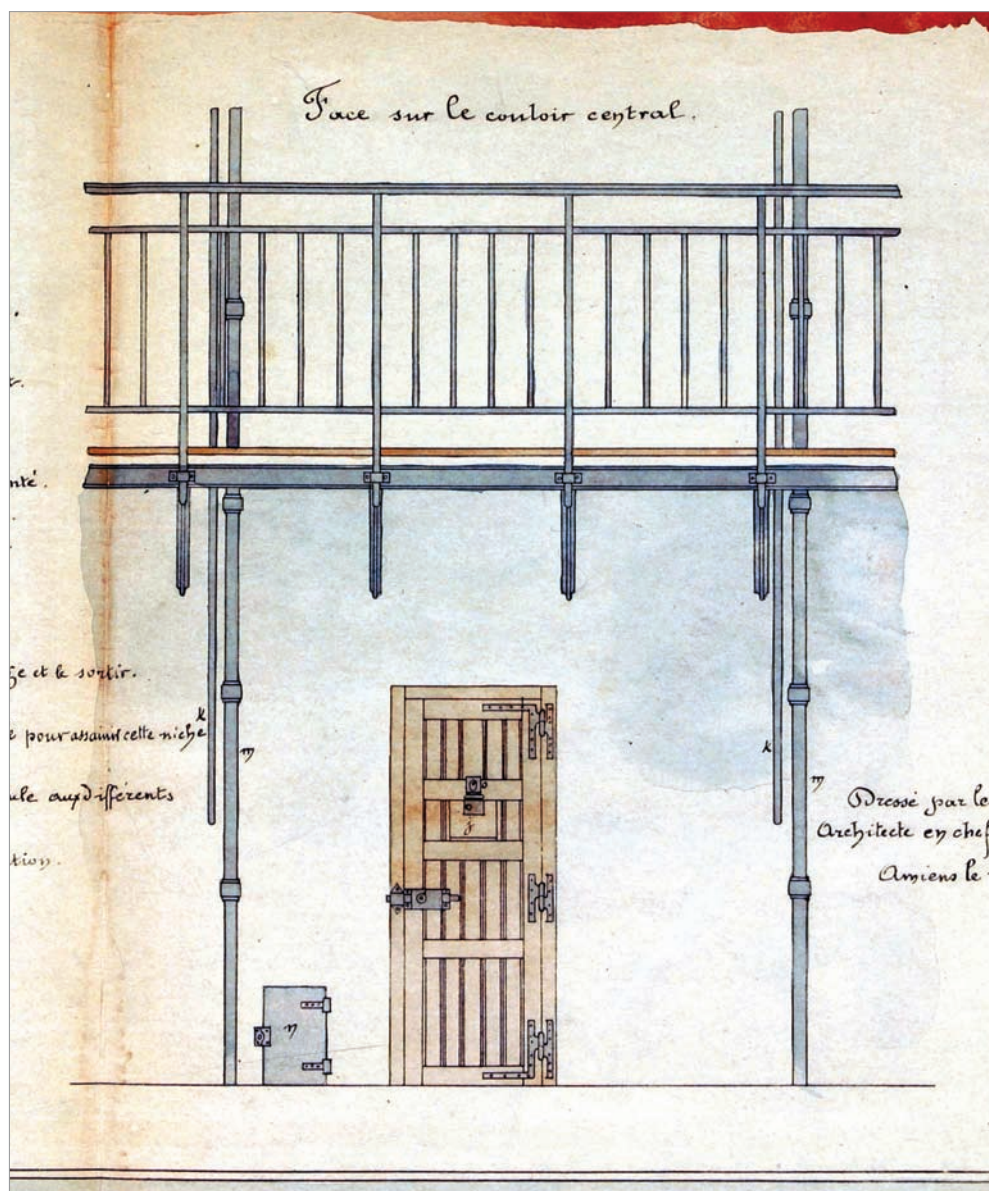 Face sur le couloir central.
nté.
ge et le sortir.
pour assainir cette niche
k
m
ule aux différents
k
m
Dressé par le
Architecte en chef
tion.
Amiens le
j
n